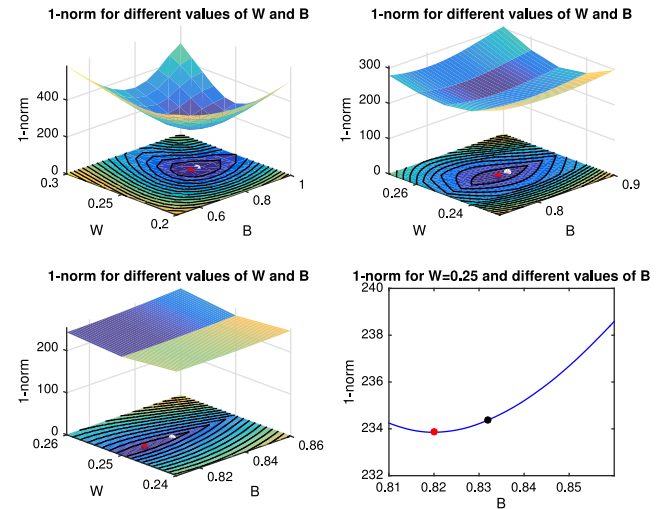 1-norm for different values of W and B
1-norm
400
200
0
0.3
0.25
0.2
W
0.6
0.8
1
B
1-norm for different values of W and B
1-norm
300
200
100
0
0.26
0.24
W
0.8
0.9
B
1-norm for different values of W and B
1-norm
200
100
0
0.26
0.25
0.24
W
0.82
0.84
0.86
B
1-norm for W=0.25 and different values of B
1-norm
240
238
236
234
232
0.81
0.82
0.83
0.84
0.85
B